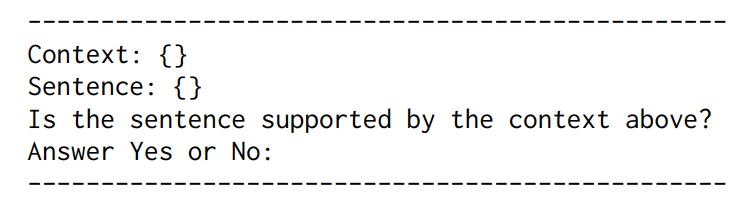 ------------------------------------------------
Context: {}
Sentence: {}
Is the sentence supported by the context above?
Answer Yes or No:
------------------------------------------------